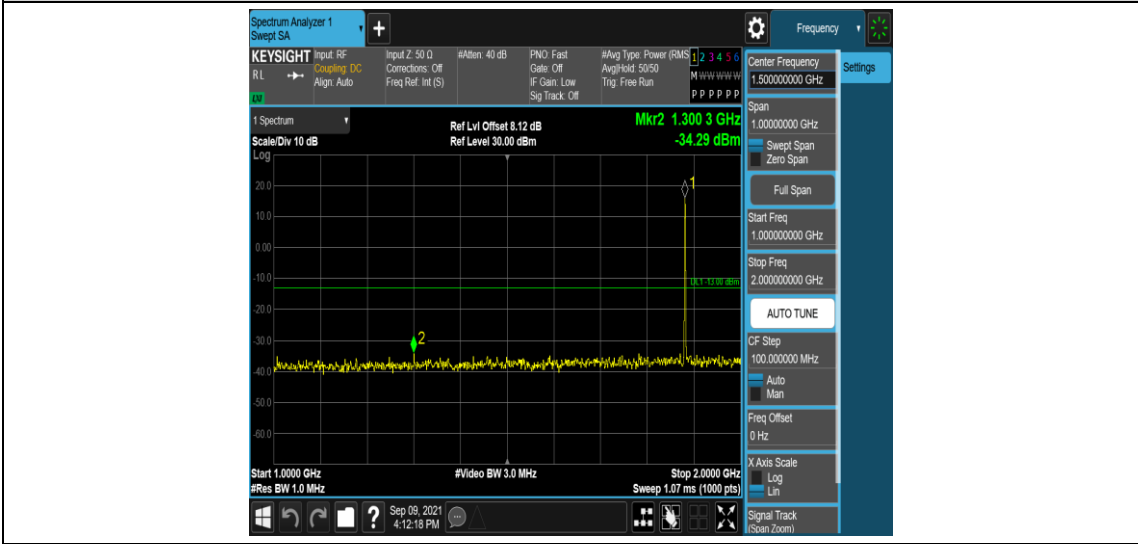 Spectrum Analyzer 1
Swept SA
+
Frequency
KEYSIGHT
RL
LXI
Input: RF
Coupling: DC
Align: Auto
Input Z: 50 Ω
Corrections: Off
Freq Ref: Int (S)
#Atten: 40 dB
PNO: Fast
Gate: Off
IF Gain: Low
Sig Track: Off
#Avg Type: Power (RMS
Avg|Hold: 50/50
Trig: Free Run
1 2 3 4 5 6
M W W W W W
P P P P P P
1 Spectrum
Scale/Div 10 dB
Log
Ref Lvl Offset 8.12 dB
Ref Level 30.00 dBm
Mkr2 1.300 3 GHz
-34.29 dBm
1
20.0
10.0
0.00
-10.0
DL1 -13.00 dBm
-20.0
-30.0
2
-40.0
-50.0
-60.0
Start 1.0000 GHz
#Video BW 3.0 MHz
Stop 2.0000 GHz
#Res BW 1.0 MHz
Sweep 1.07 ms (1000 pts)
?
Sep 09, 2021
4:12:18 PM
Settings
Center Frequency
1.500000000 GHz
Span
1.00000000 GHz
Swept Span
Zero Span
Full Span
Start Freq
1.000000000 GHz
Stop Freq
2.000000000 GHz
AUTO TUNE
CF Step
100.000000 MHz
Auto
Man
Freq Offset
0 Hz
X Axis Scale
Log
Lin
Signal Track
(Span Zoom)